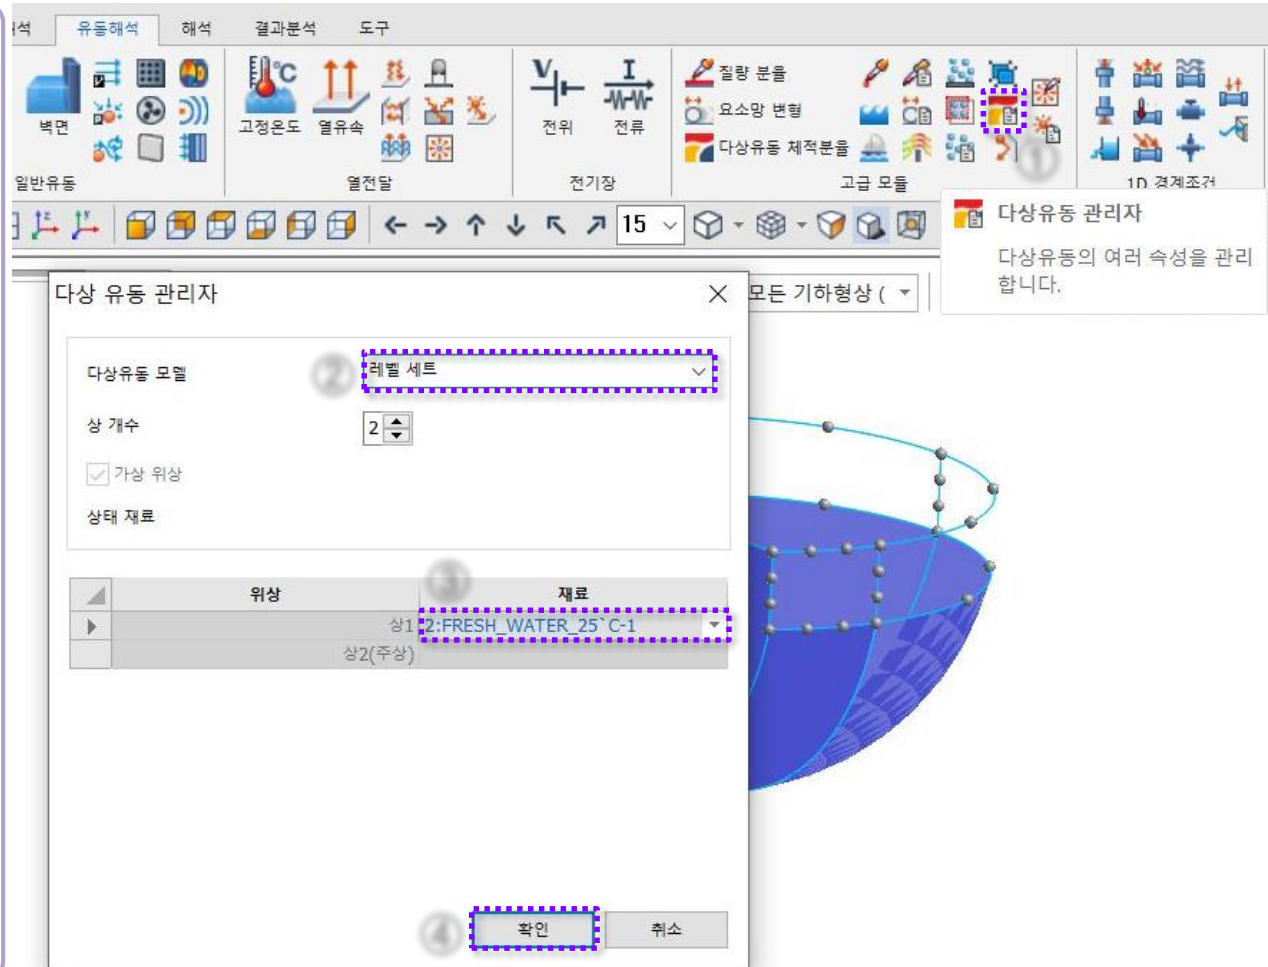 석 유동해석 해석 결과분석 도구
벽면
고정온도 열유속
전위 전류
질량 분율
요소망 변형
다상유동 체적분율
①
일반유동 열전달 전기장 고급 모듈 1D 경계조건
15
다상유동 관리자
다상유동의 여러 속성을 관리
합니다.
모든 기하형상 (
다상 유동 관리자
다상유동 모델 ② 레벨 세트
상 개수 2
가상 위상
상태 재료
③
위상 재료
상1 2:FRESH_WATER_25`C-1
상2(주상)
④ 확인 취소